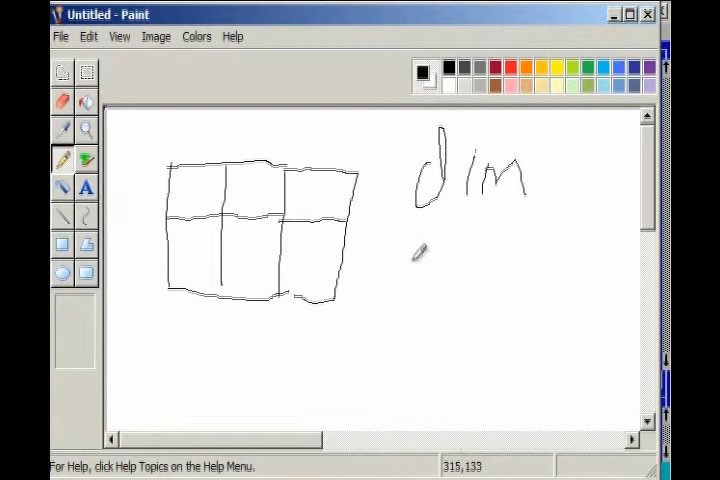 Untitled - Paint
File Edit View Image Colors Help
dim
A
For Help, click Help Topics on the Help Menu.
315,133